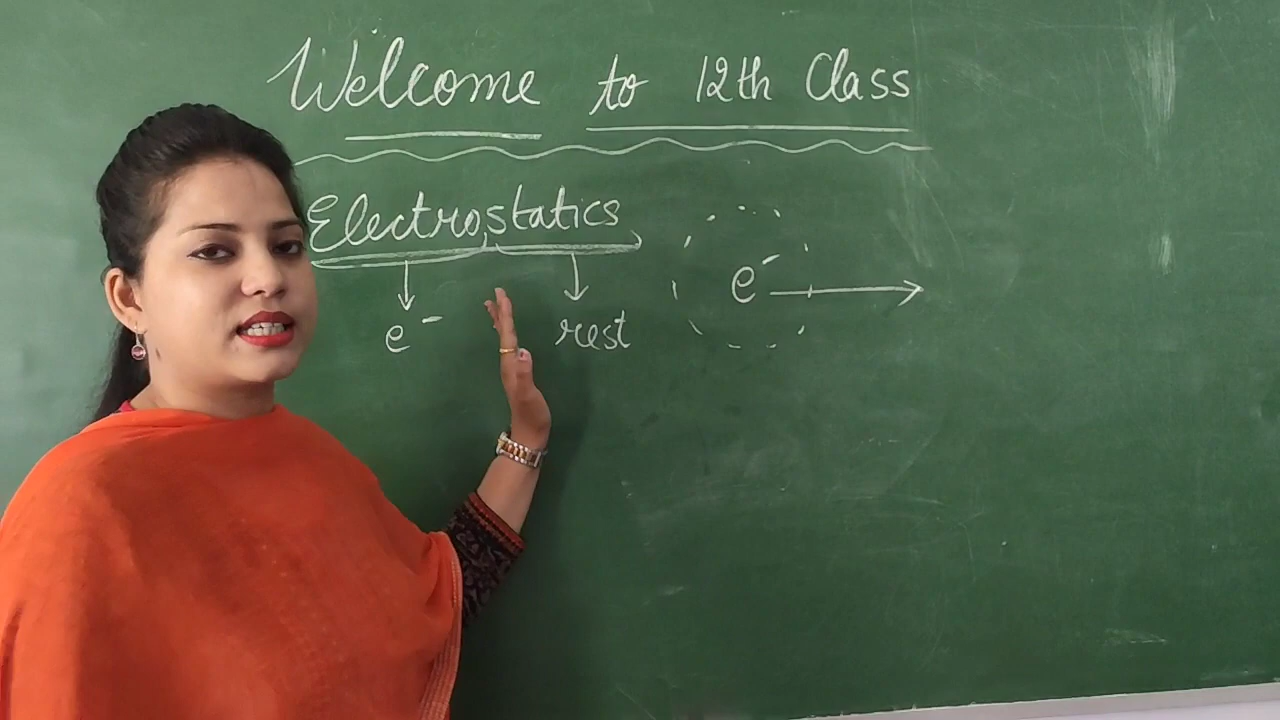 Welcome to 12th Class
Electrostatics
e⁻ rest
e⁻